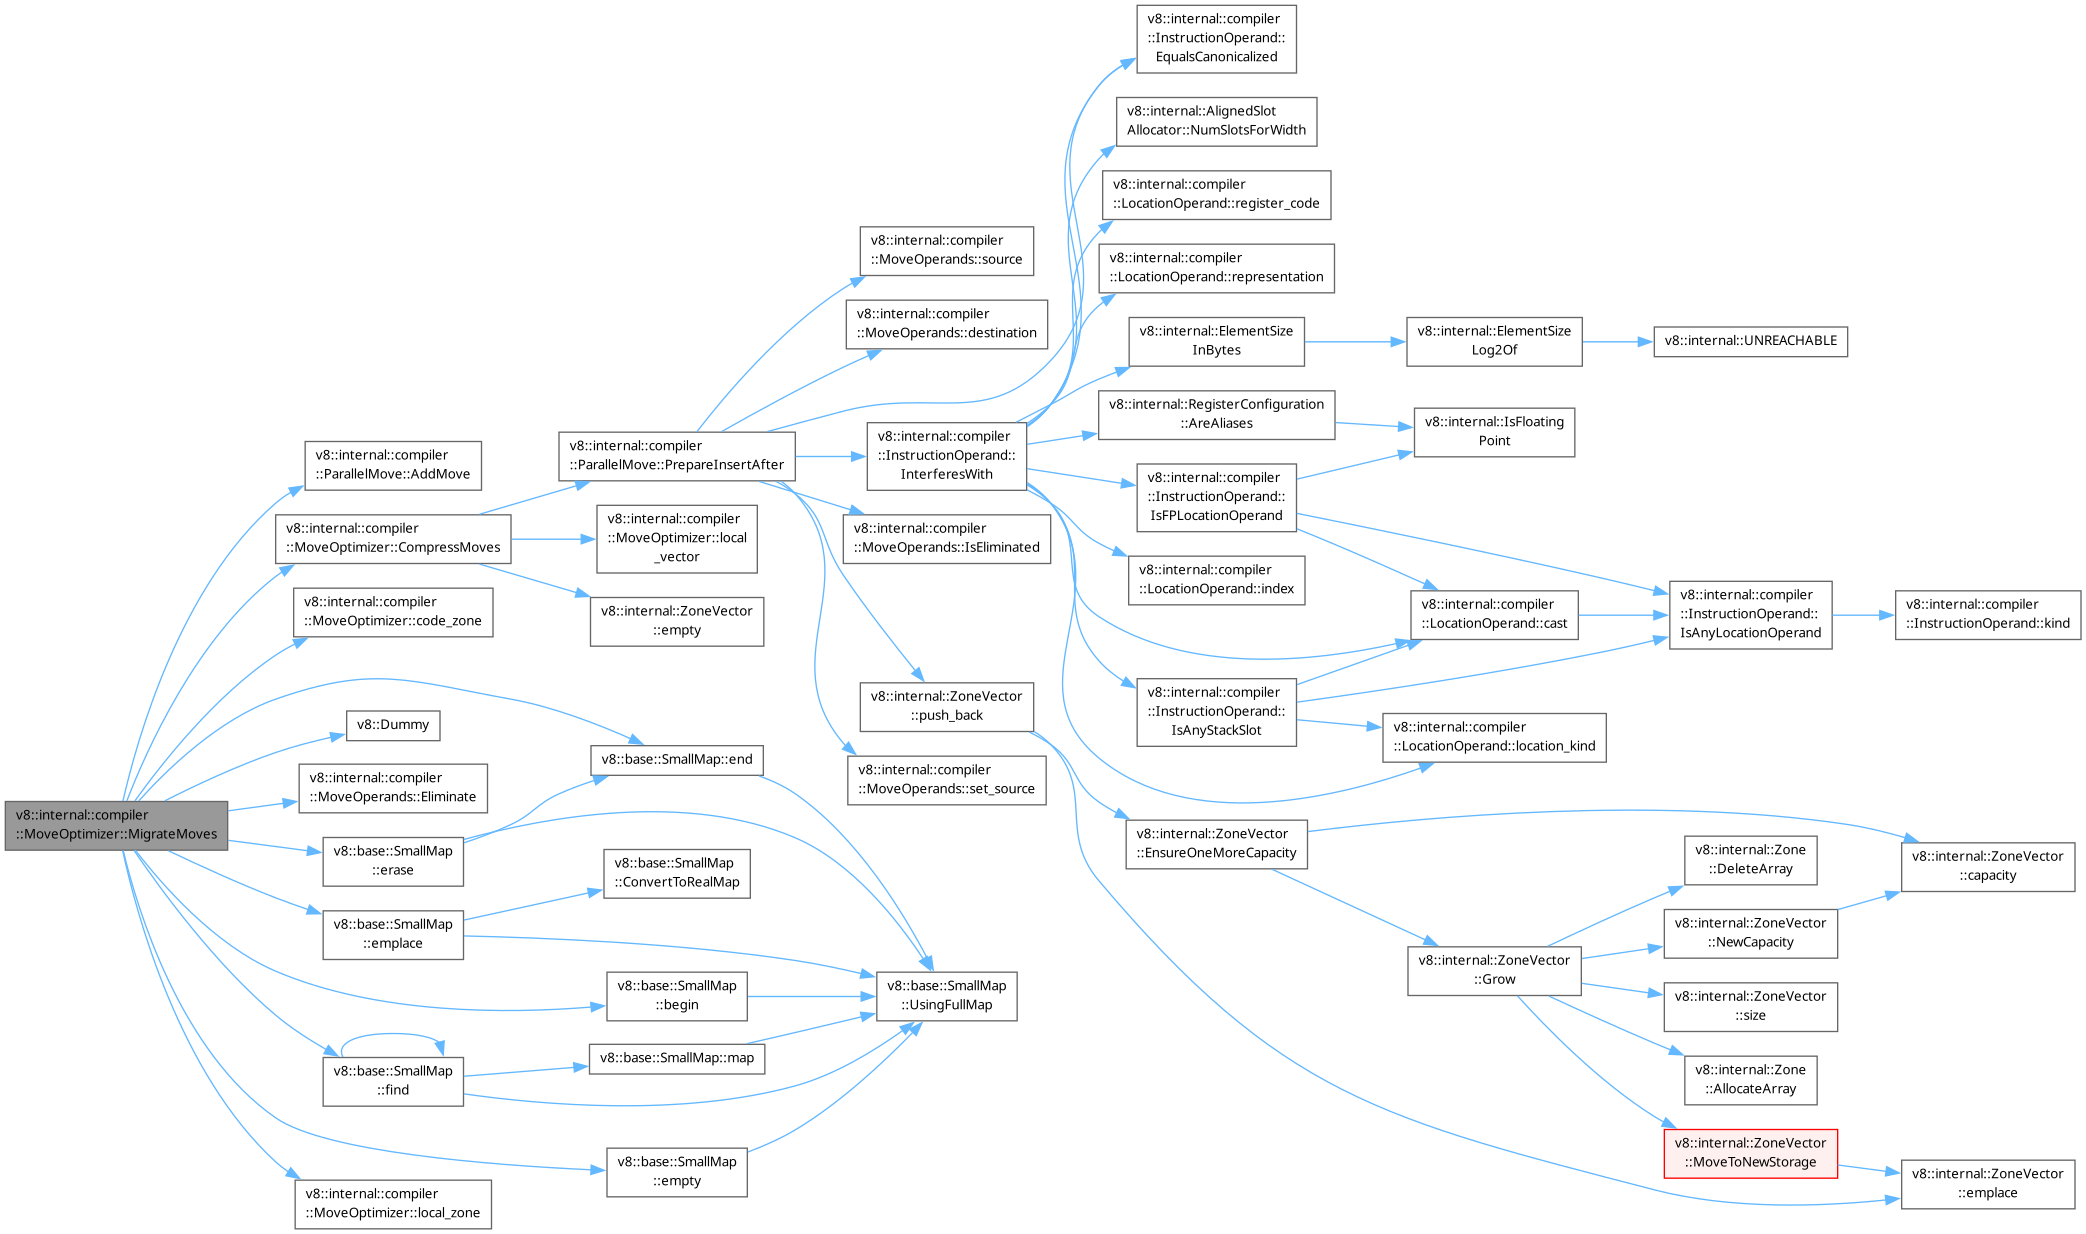 v8::internal::compiler
::InstructionOperand::
EqualsCanonicalized
v8::internal::AlignedSlot
Allocator::NumSlotsForWidth
v8::internal::compiler
::LocationOperand::register_code
v8::internal::compiler
::MoveOperands::source
v8::internal::compiler
::LocationOperand::representation
v8::internal::compiler
::MoveOperands::destination
v8::internal::ElementSize
InBytes
v8::internal::ElementSize
Log2Of
v8::internal::UNREACHABLE
v8::internal::RegisterConfiguration
::AreAliases
v8::internal::IsFloating
Point
v8::internal::compiler
::ParallelMove::AddMove
v8::internal::compiler
::ParallelMove::PrepareInsertAfter
v8::internal::compiler
::InstructionOperand::
InterferesWith
v8::internal::compiler
::InstructionOperand::
IsFPLocationOperand
v8::internal::compiler
::MoveOptimizer::CompressMoves
v8::internal::compiler
::MoveOptimizer::local
_vector
v8::internal::compiler
::MoveOperands::IsEliminated
v8::internal::compiler
::LocationOperand::index
v8::internal::compiler
::MoveOptimizer::code_zone
v8::internal::ZoneVector
::empty
v8::internal::compiler
::LocationOperand::cast
v8::internal::compiler
::InstructionOperand::
IsAnyLocationOperand
v8::internal::compiler
::InstructionOperand::kind
v8::internal::ZoneVector
::push_back
v8::internal::compiler
::InstructionOperand::
IsAnyStackSlot
v8::internal::compiler
::LocationOperand::location_kind
v8::Dummy
v8::base::SmallMap::end
v8::internal::compiler
::MoveOperands::set_source
v8::internal::compiler
::MoveOperands::Eliminate
v8::internal::compiler
::MoveOptimizer::MigrateMoves
v8::internal::ZoneVector
::EnsureOneMoreCapacity
v8::base::SmallMap
::erase
v8::base::SmallMap
::ConvertToRealMap
v8::internal::Zone
::DeleteArray
v8::internal::ZoneVector
::capacity
v8::base::SmallMap
::emplace
v8::internal::ZoneVector
::NewCapacity
v8::internal::ZoneVector
::Grow
v8::base::SmallMap
::begin
v8::base::SmallMap
::UsingFullMap
v8::internal::ZoneVector
::size
v8::base::SmallMap
::find
v8::base::SmallMap::map
v8::internal::Zone
::AllocateArray
v8::internal::ZoneVector
::MoveToNewStorage
v8::base::SmallMap
::empty
v8::internal::ZoneVector
::emplace
v8::internal::compiler
::MoveOptimizer::local_zone